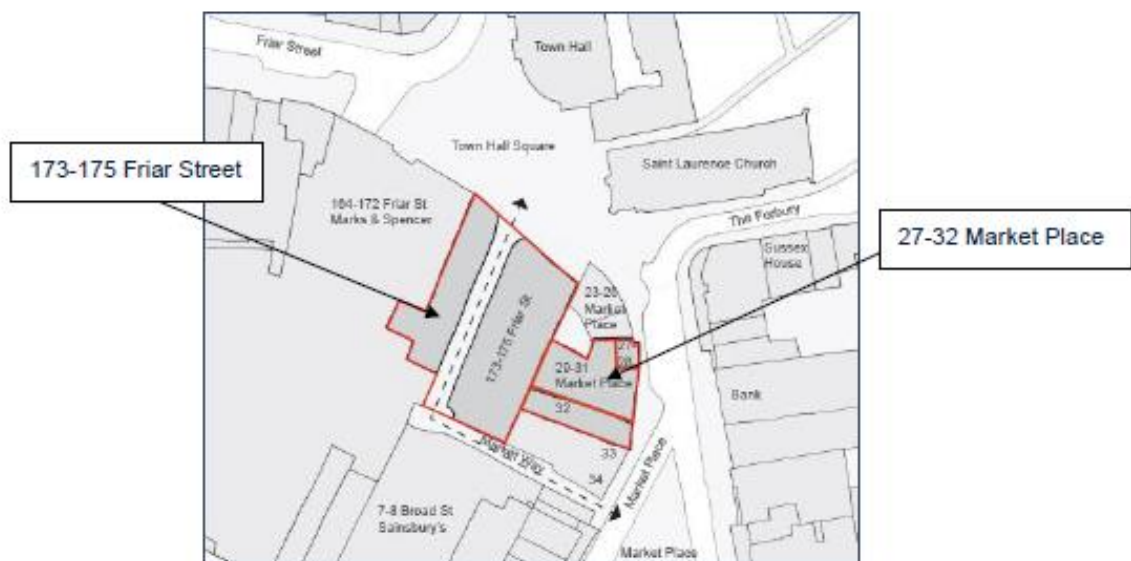 Friar Street
Town Hall
Town Hall Square
Saint Laurence Church
173-175 Friar Street
164-172 Friar St
Marks & Spencer
The Forbury
27-32 Market Place
Sussex
House
23-26
Market
Place
173-175 Friar St
27-
28
29-31
Market Place
32
Bank
Market Way
33
34
Market Place
7-8 Broad St
Sainsbury's
Market Place